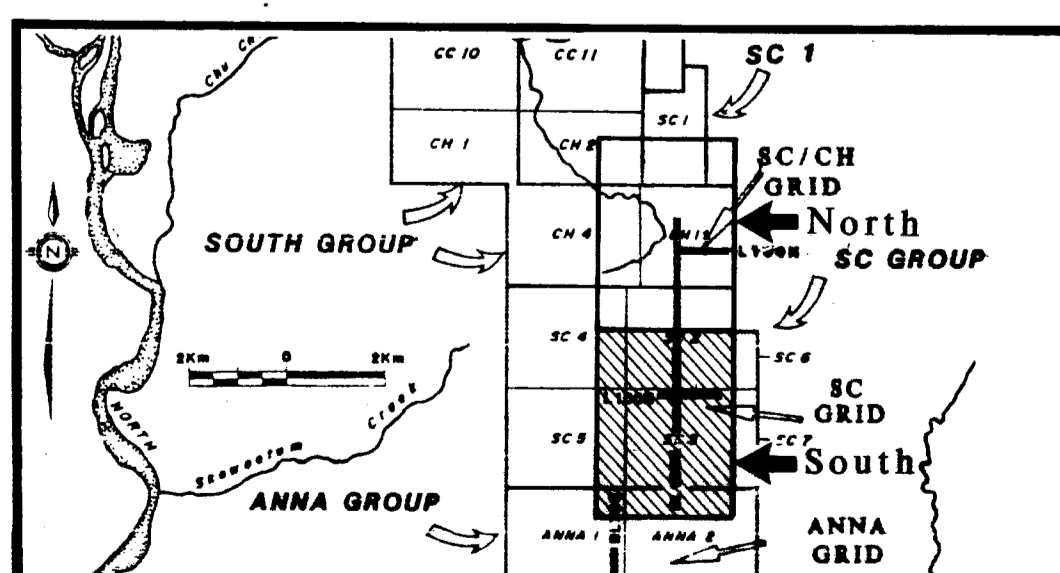 CC 10
CC 11
SC 1
CH 1
CH 2
SC 1
SC/CH
GRID
North
SOUTH GROUP
CH 4
SC GROUP
2Km 0 2Km
SC 4
SC 6
SC
GRID
NORTH
Creek
Skowootum
SC 5
SC 7
South
ANNA GROUP
ANNA 1
ANNA 2
ANNA
GRID
N